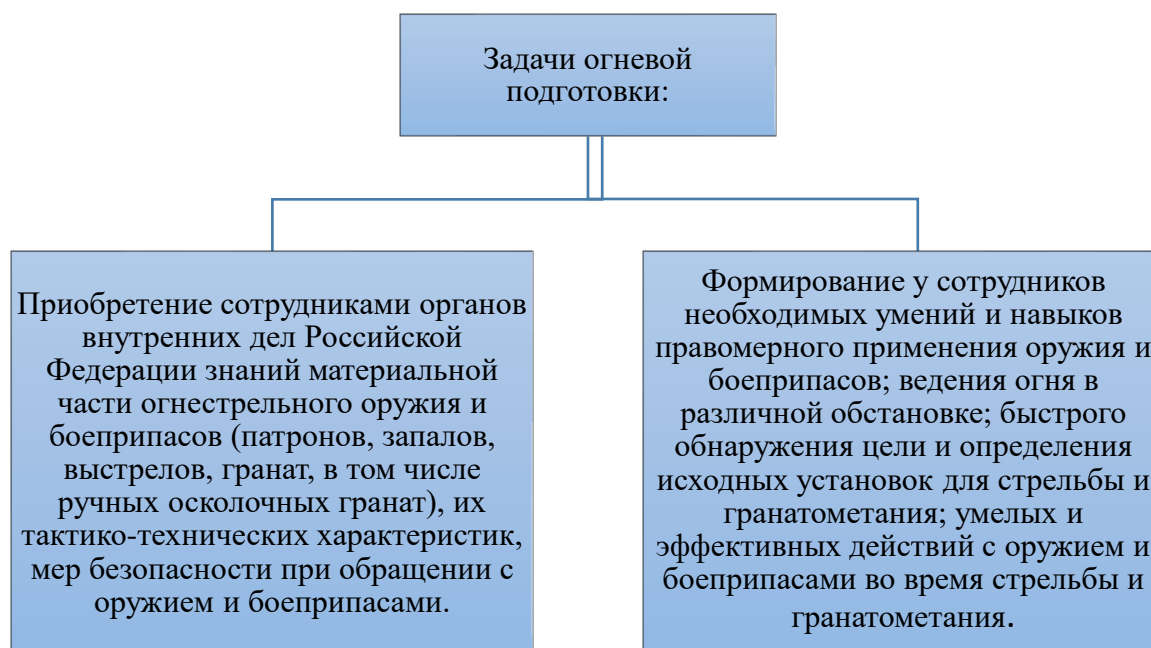 Задачи огневой
подготовки:
Приобретение сотрудниками органов
внутренних дел Российской
Федерации знаний материальной
части огнестрельного оружия и
боеприпасов (патронов, запалов,
выстрелов, гранат, в том числе
ручных осколочных гранат), их
тактико-технических характеристик,
мер безопасности при обращении с
оружием и боеприпасами.
Формирование у сотрудников
необходимых умений и навыков
правомерного применения оружия и
боеприпасов; ведения огня в
различной обстановке; быстрого
обнаружения цели и определения
исходных установок для стрельбы и
гранатометания; умелых и
эффективных действий с оружием и
боеприпасами во время стрельбы и
гранатометания.